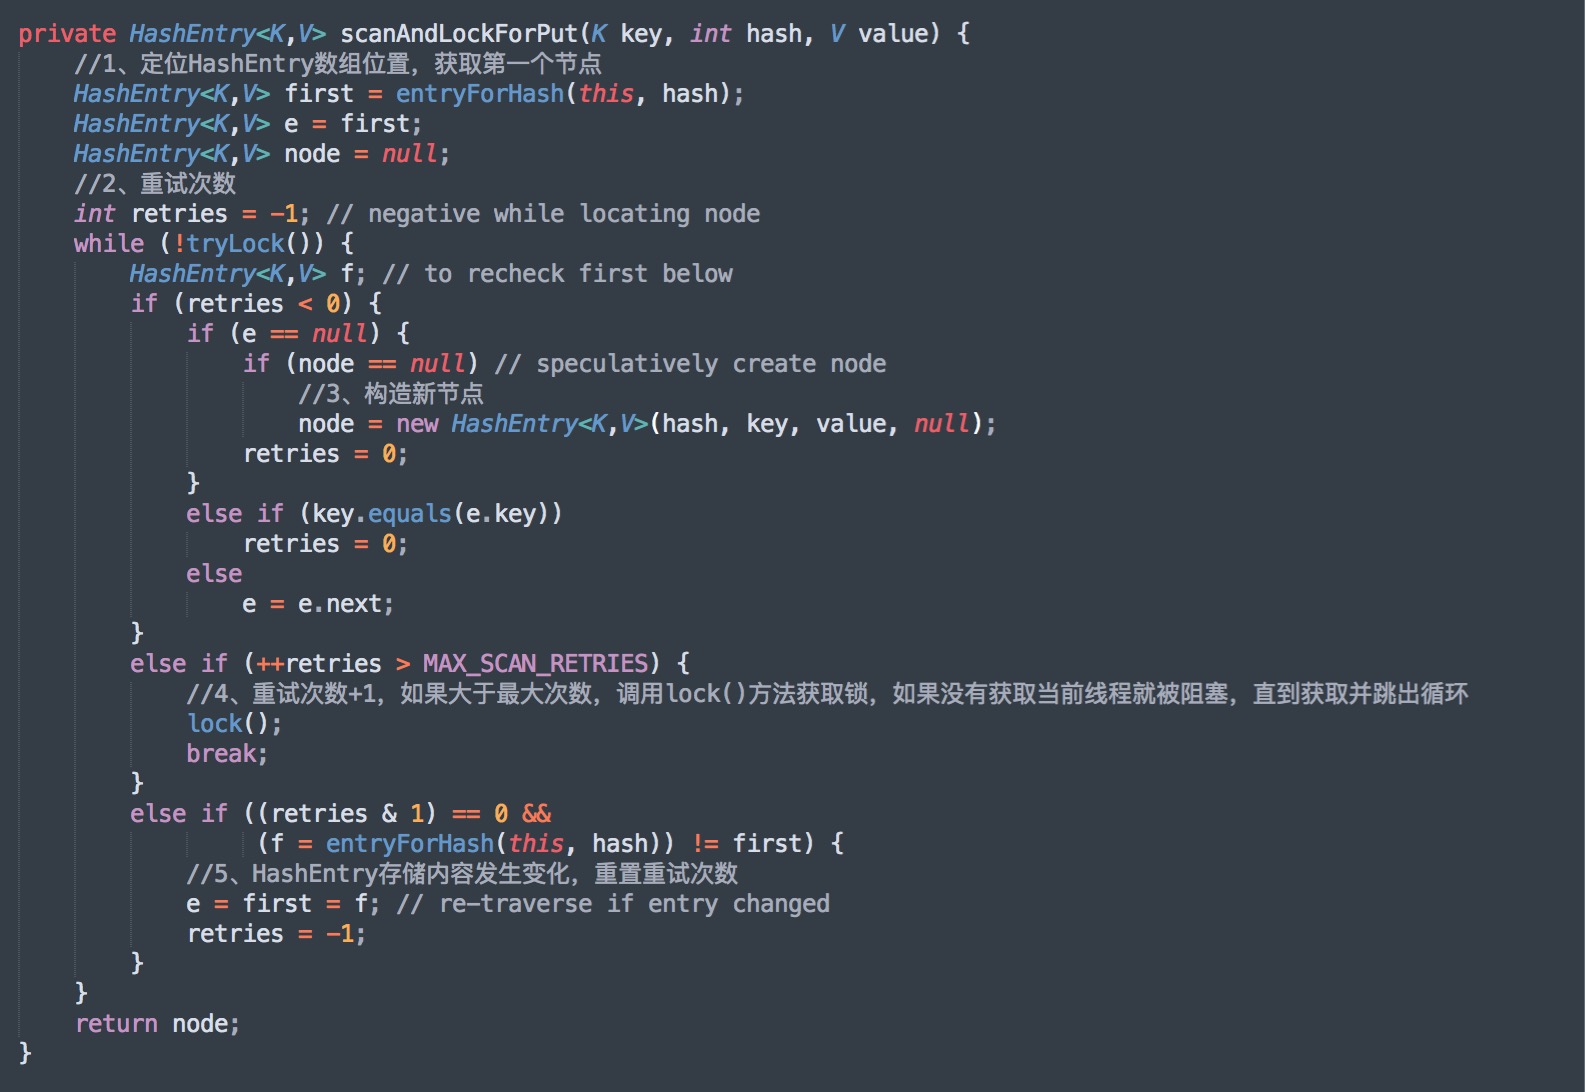 private HashEntry<K,V> scanAndLockForPut(K key, int hash, V value) {
    //1、定位HashEntry数组位置，获取第一个节点
    HashEntry<K,V> first = entryForHash(this, hash);
    HashEntry<K,V> e = first;
    HashEntry<K,V> node = null;
    //2、重试次数
    int retries = -1; // negative while locating node
    while (!tryLock()) {
        HashEntry<K,V> f; // to recheck first below
        if (retries < 0) {
            if (e == null) {
                if (node == null) // speculatively create node
                    //3、构造新节点
                    node = new HashEntry<K,V>(hash, key, value, null);
                retries = 0;
            }
            else if (key.equals(e.key))
                retries = 0;
            else
                e = e.next;
        }
        else if (++retries > MAX_SCAN_RETRIES) {
            //4、重试次数+1，如果大于最大次数，调用lock()方法获取锁，如果没有获取当前线程就被阻塞，直到获取并跳出循环
            lock();
            break;
        }
        else if ((retries & 1) == 0 &&
                 (f = entryForHash(this, hash)) != first) {
            //5、HashEntry存储内容发生变化，重置重试次数
            e = first = f; // re-traverse if entry changed
            retries = -1;
        }
    }
    return node;
}